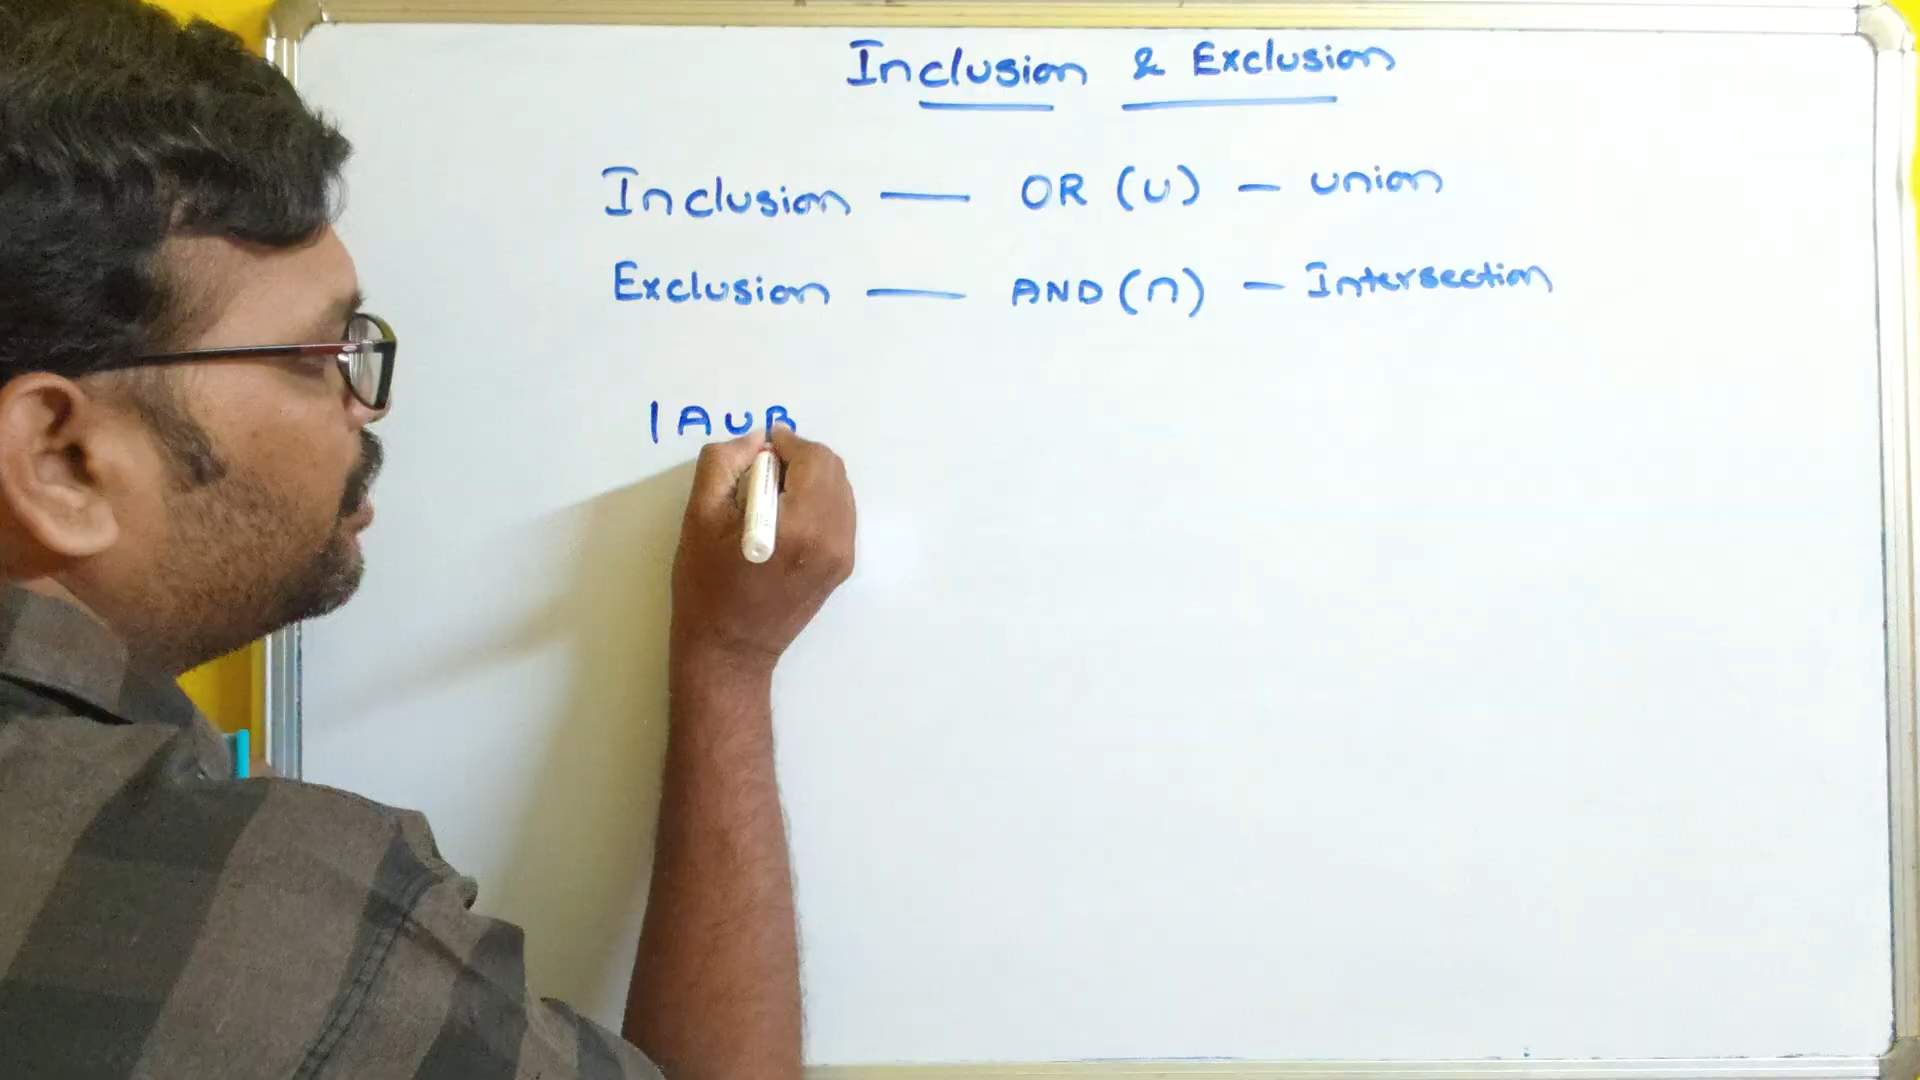 Inclusion & Exclusion
Inclusion — OR (∪) — union
Exclusion — AND (∩) — Intersection
|A∪B